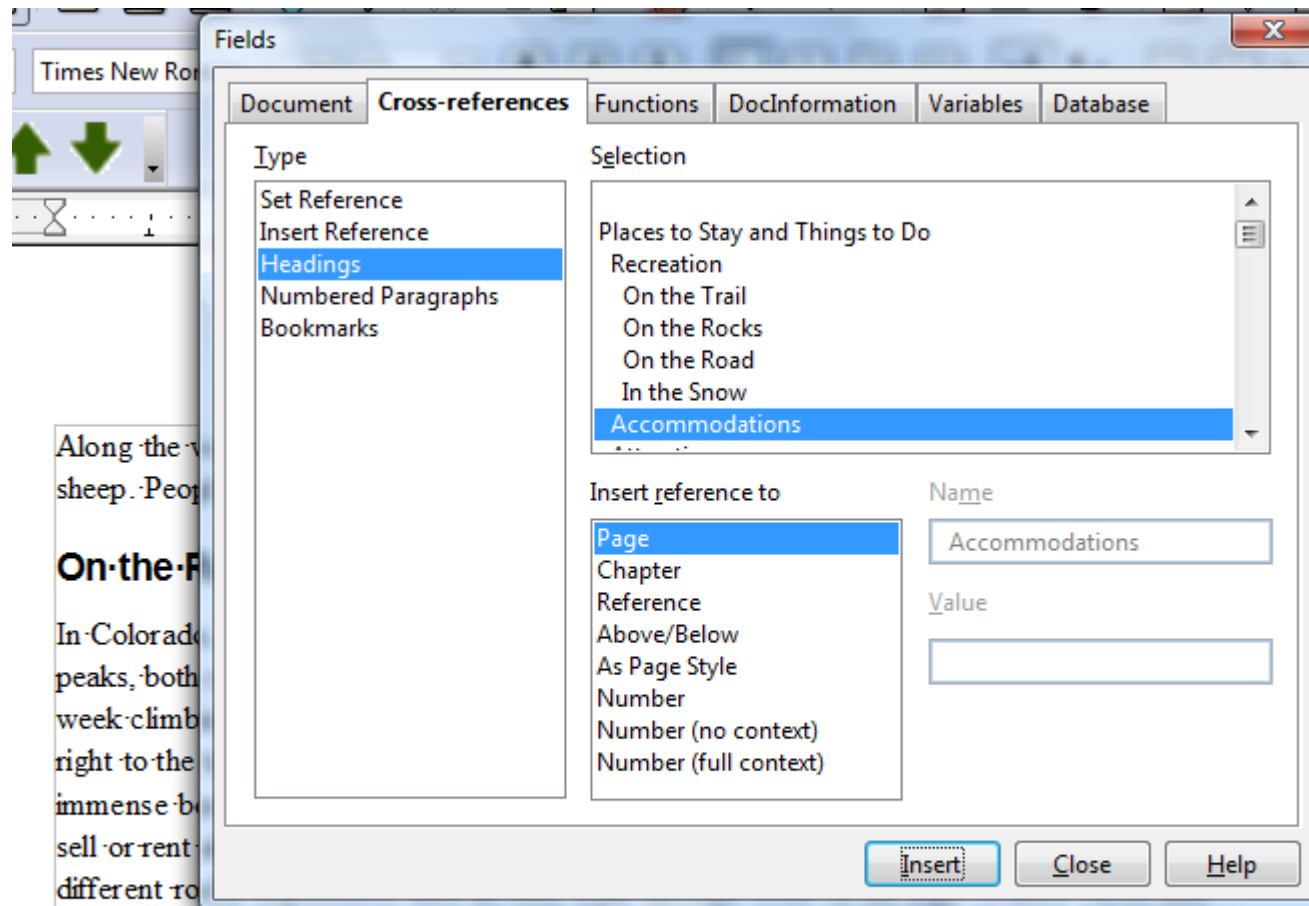 Fields
Times New Ror
Document Cross-references Functions DocInformation Variables Database
Type
Set Reference
Insert Reference
Headings
Numbered Paragraphs
Bookmarks
Selection
Places to Stay and Things to Do
Recreation
On the Trail
On the Rocks
On the Road
In the Snow
Accommodations
Insert reference to
Page
Chapter
Reference
Above/Below
As Page Style
Number
Number (no context)
Number (full context)
Name
Accommodations
Value
Insert Close Help
Along·the
sheep.·Peop
On·the·R
In·Colorado
peaks,·both
week·climb
right·to·the
immense·be
sell·or·rent
different·ro